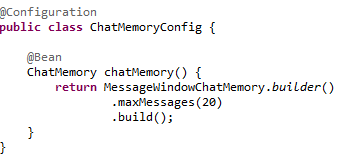 @Configuration
public class ChatMemoryConfig {
@Bean
ChatMemory chatMemory() {
return MessageWindowChatMemory.builder()
.maxMessages(20)
.build();
}
}